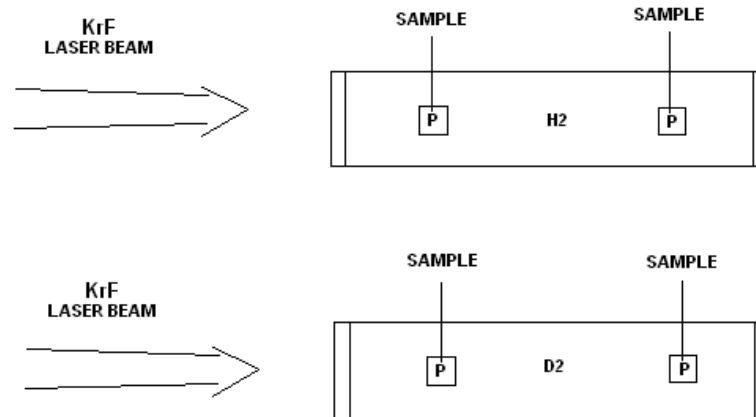 KrF
LASER BEAM
SAMPLE
SAMPLE
P
H2
P
KrF
LASER BEAM
SAMPLE
SAMPLE
P
D2
P